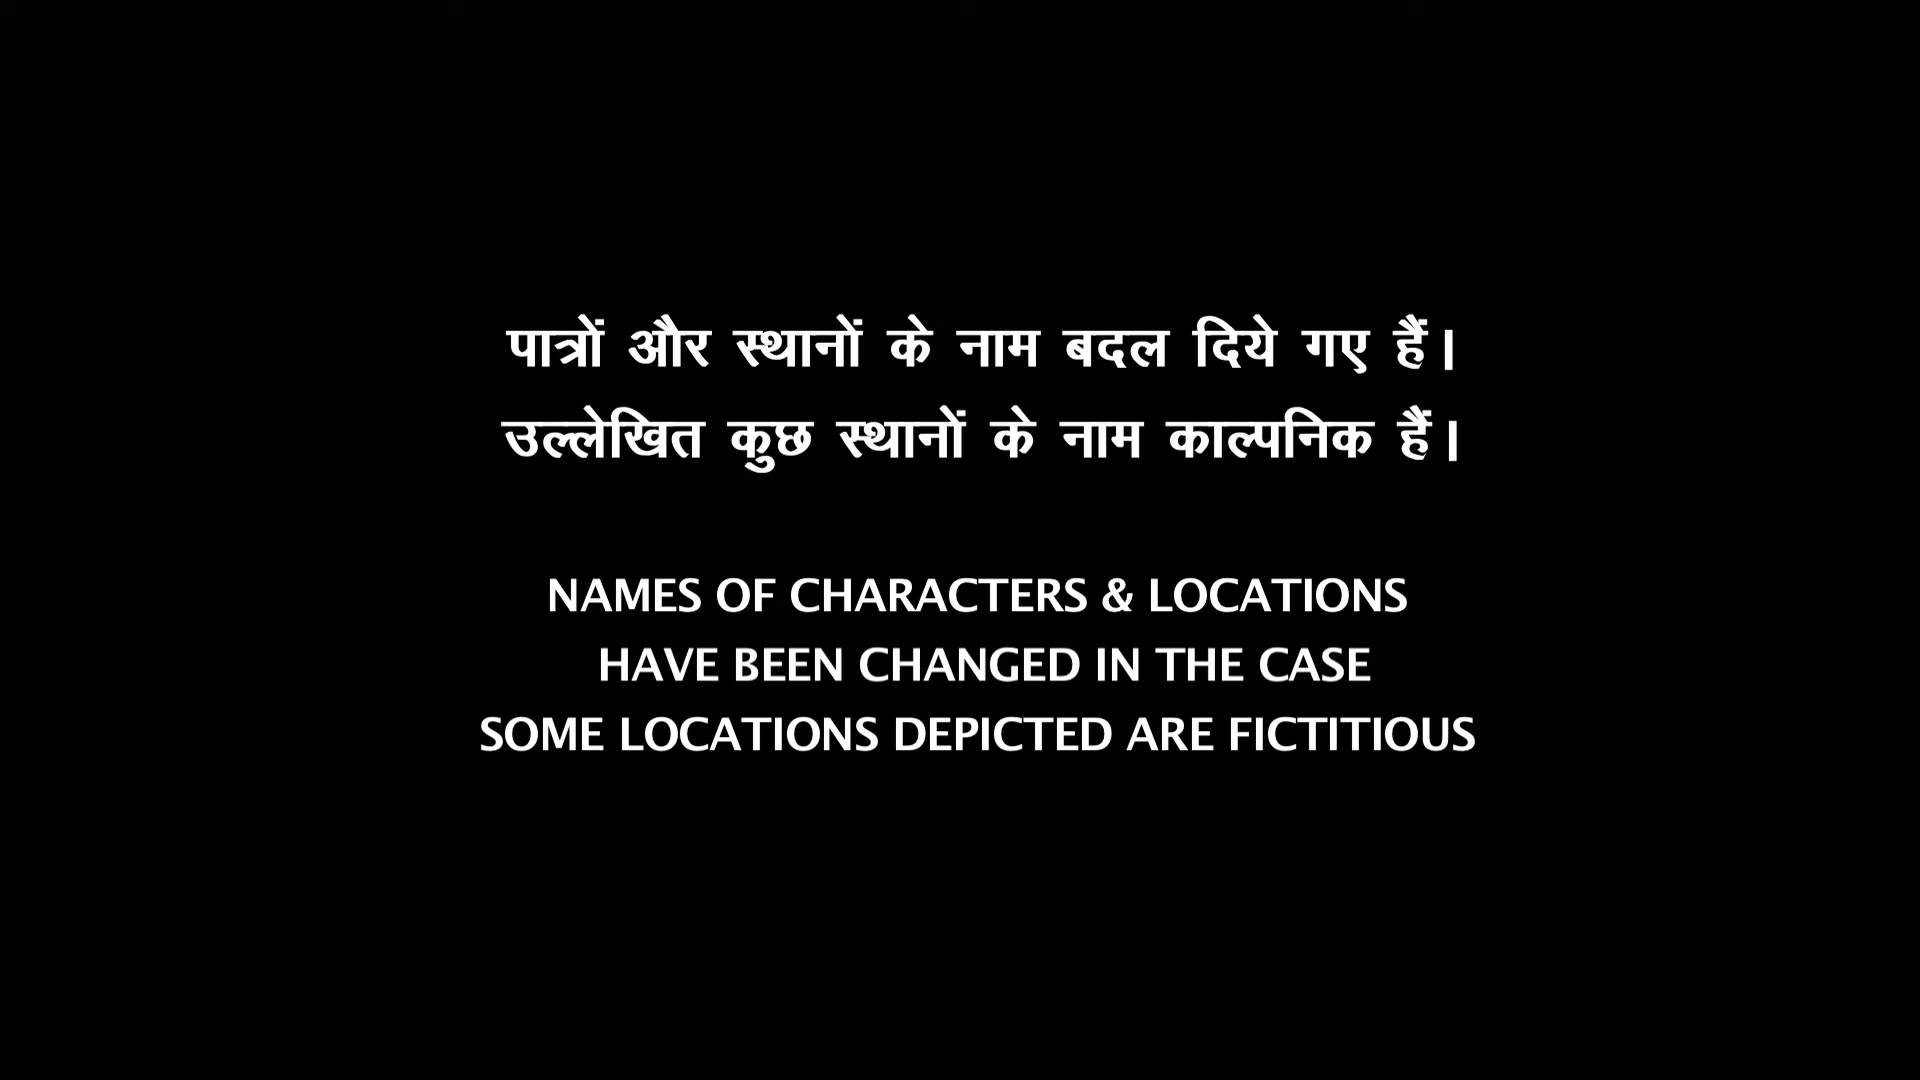 पात्रों और स्थानों के नाम बदल दिये गए हैं।
उल्लेखित कुछ स्थानों के नाम काल्पनिक हैं।
NAMES OF CHARACTERS & LOCATIONS
HAVE BEEN CHANGED IN THE CASE
SOME LOCATIONS DEPICTED ARE FICTITIOUS